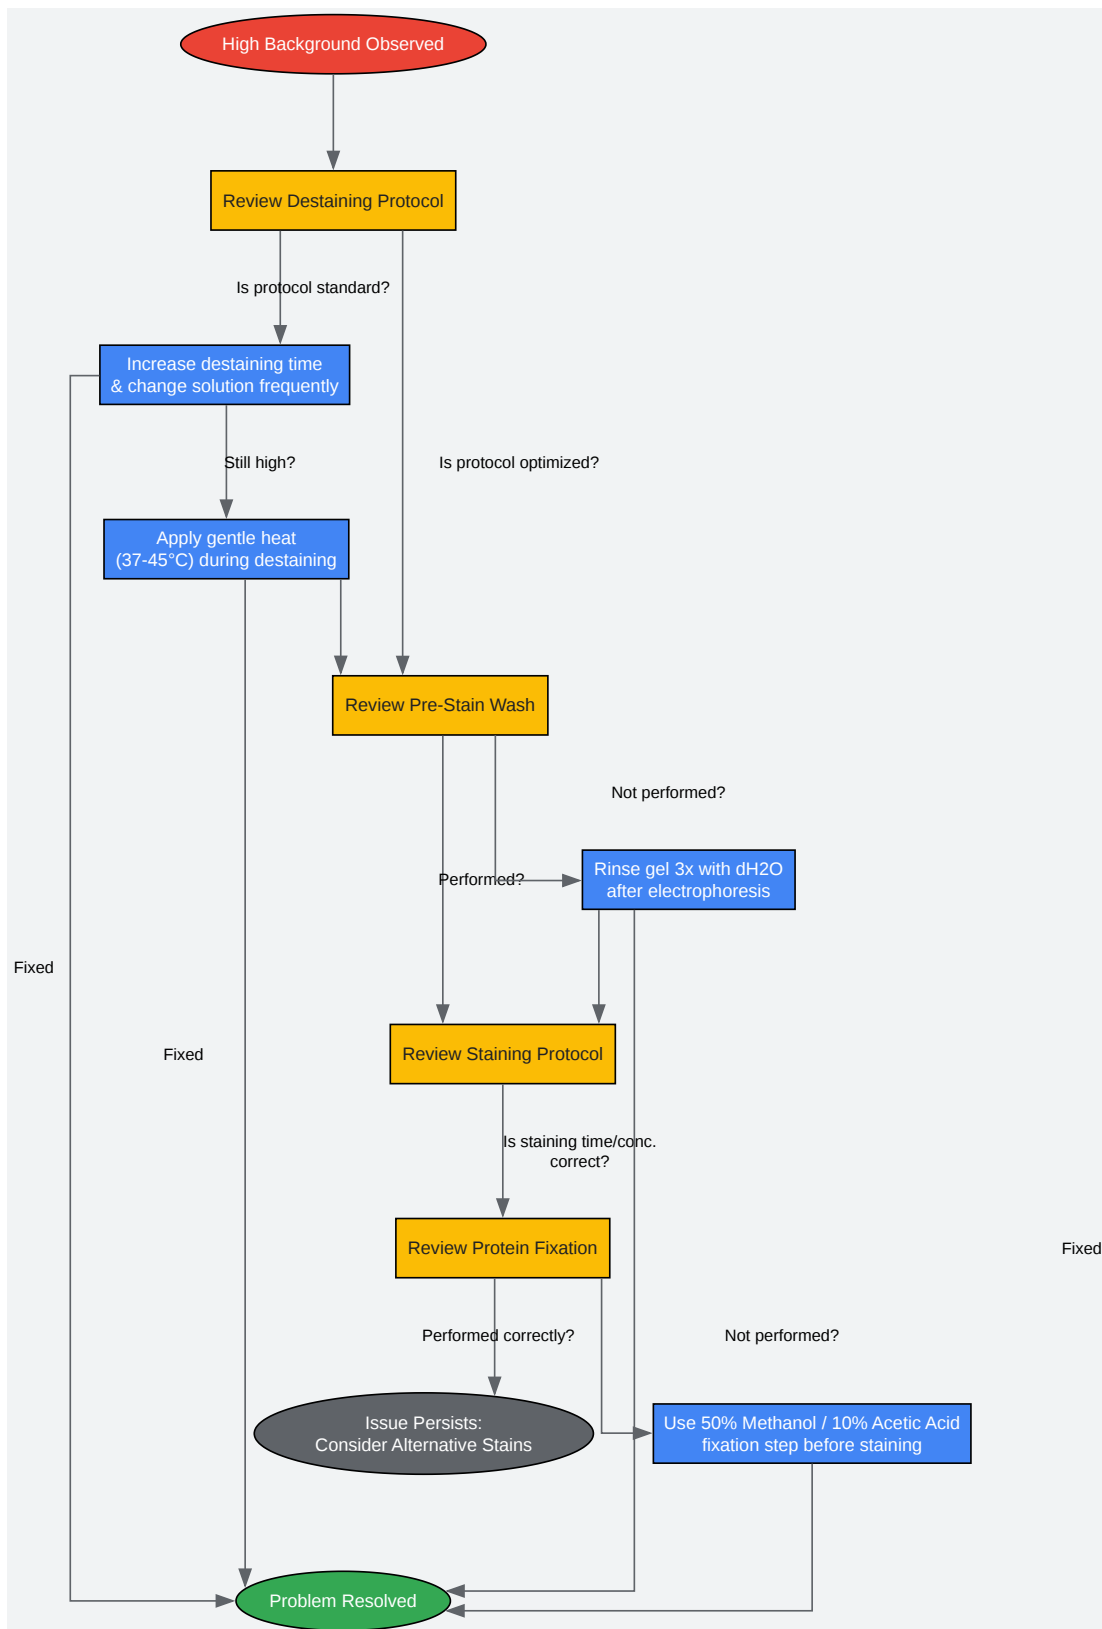 High Background Observed
Review Destaining Protocol
Is protocol standard?
Increase destaining time
& change solution frequently
Still high?
Is protocol optimized?
Apply gentle heat
(37-45°C) during destaining
Review Pre-Stain Wash
Not performed?
Performed?
Rinse gel 3x with dH2O
after electrophoresis
Fixed
Review Staining Protocol
Fixed
Is staining time/conc.
correct?
Review Protein Fixation
Fixed
Performed correctly?
Not performed?
Issue Persists:
Consider Alternative Stains
Use 50% Methanol / 10% Acetic Acid
fixation step before staining
Problem Resolved